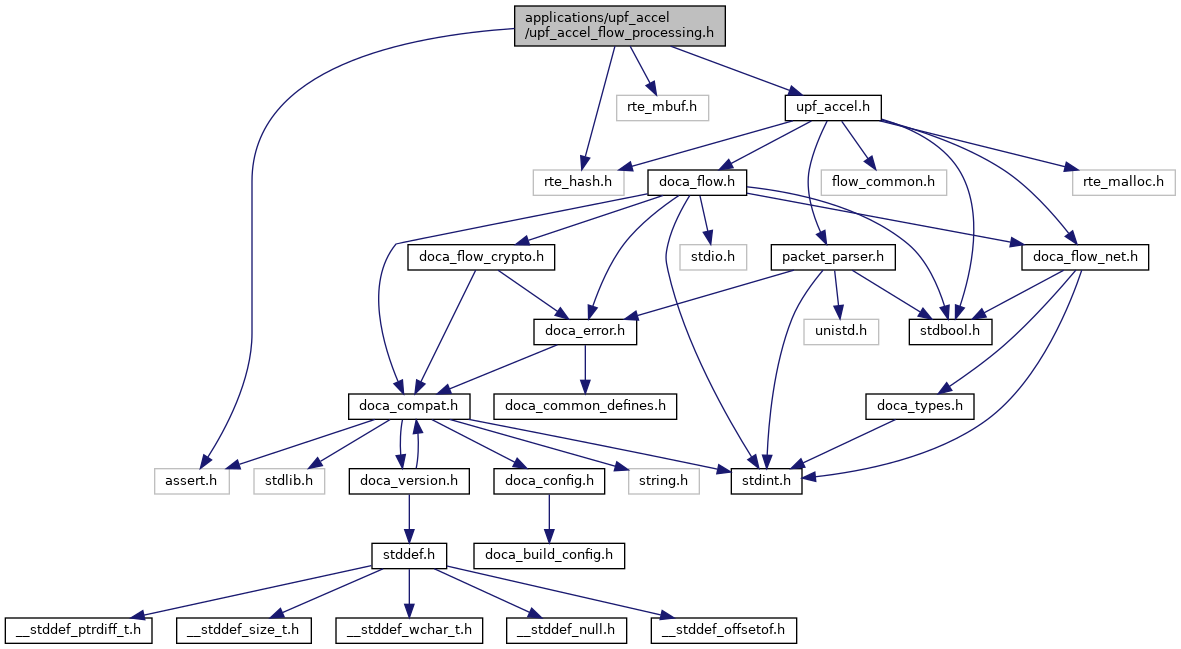 applications/upf_accel
/upf_accel_flow_processing.h
rte_mbuf.h
upf_accel.h
rte_hash.h
doca_flow.h
flow_common.h
rte_malloc.h
doca_flow_crypto.h
stdio.h
packet_parser.h
doca_flow_net.h
doca_error.h
unistd.h
stdbool.h
doca_compat.h
doca_common_defines.h
doca_types.h
assert.h
stdlib.h
doca_version.h
doca_config.h
string.h
stdint.h
stddef.h
doca_build_config.h
__stddef_ptrdiff_t.h
__stddef_size_t.h
__stddef_wchar_t.h
__stddef_null.h
__stddef_offsetof.h